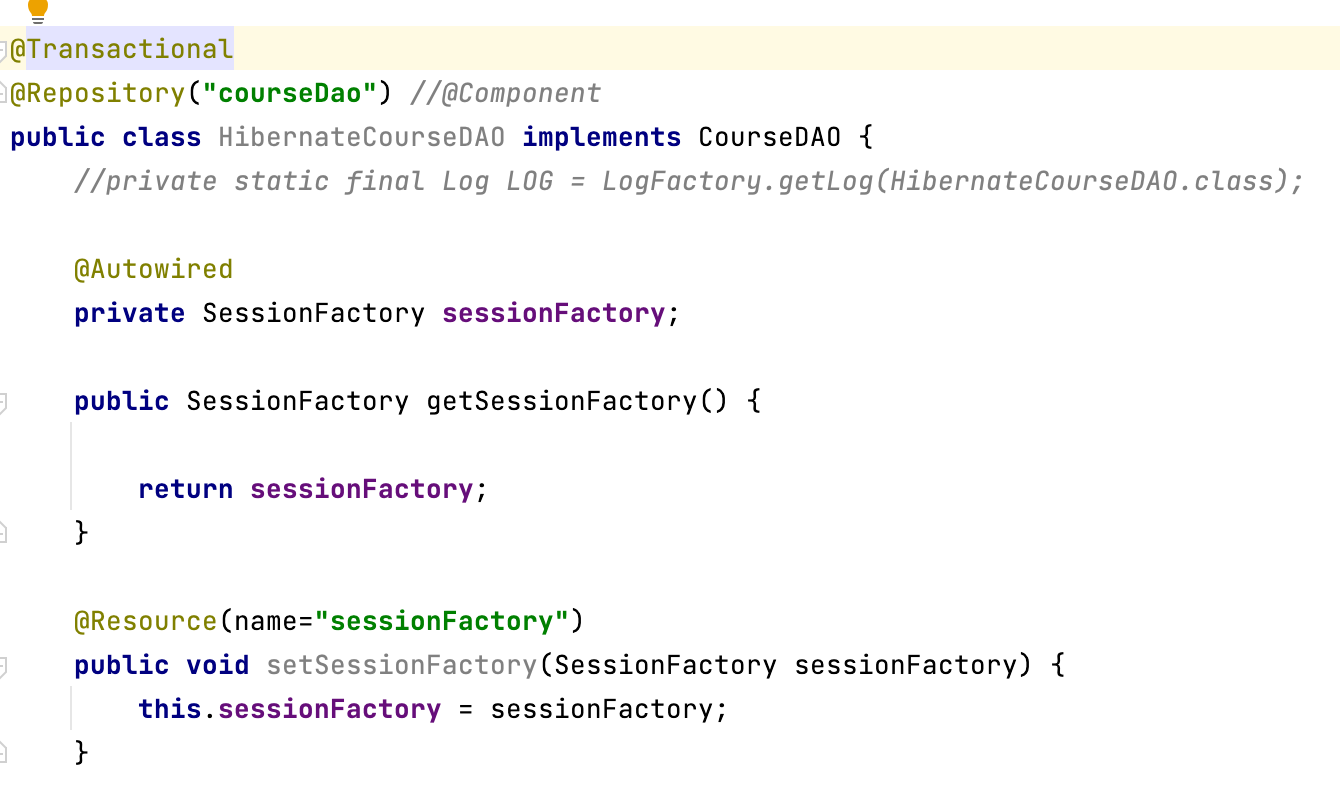 @Transactional
@Repository("courseDao") //@Component
public class HibernateCourseDAO implements CourseDAO {
//private static final Log LOG = LogFactory.getLog(HibernateCourseDAO.class);
@Autowired
private SessionFactory sessionFactory;
public SessionFactory getSessionFactory() {
return sessionFactory;
}
@Resource(name="sessionFactory")
public void setSessionFactory(SessionFactory sessionFactory) {
this.sessionFactory = sessionFactory;
}